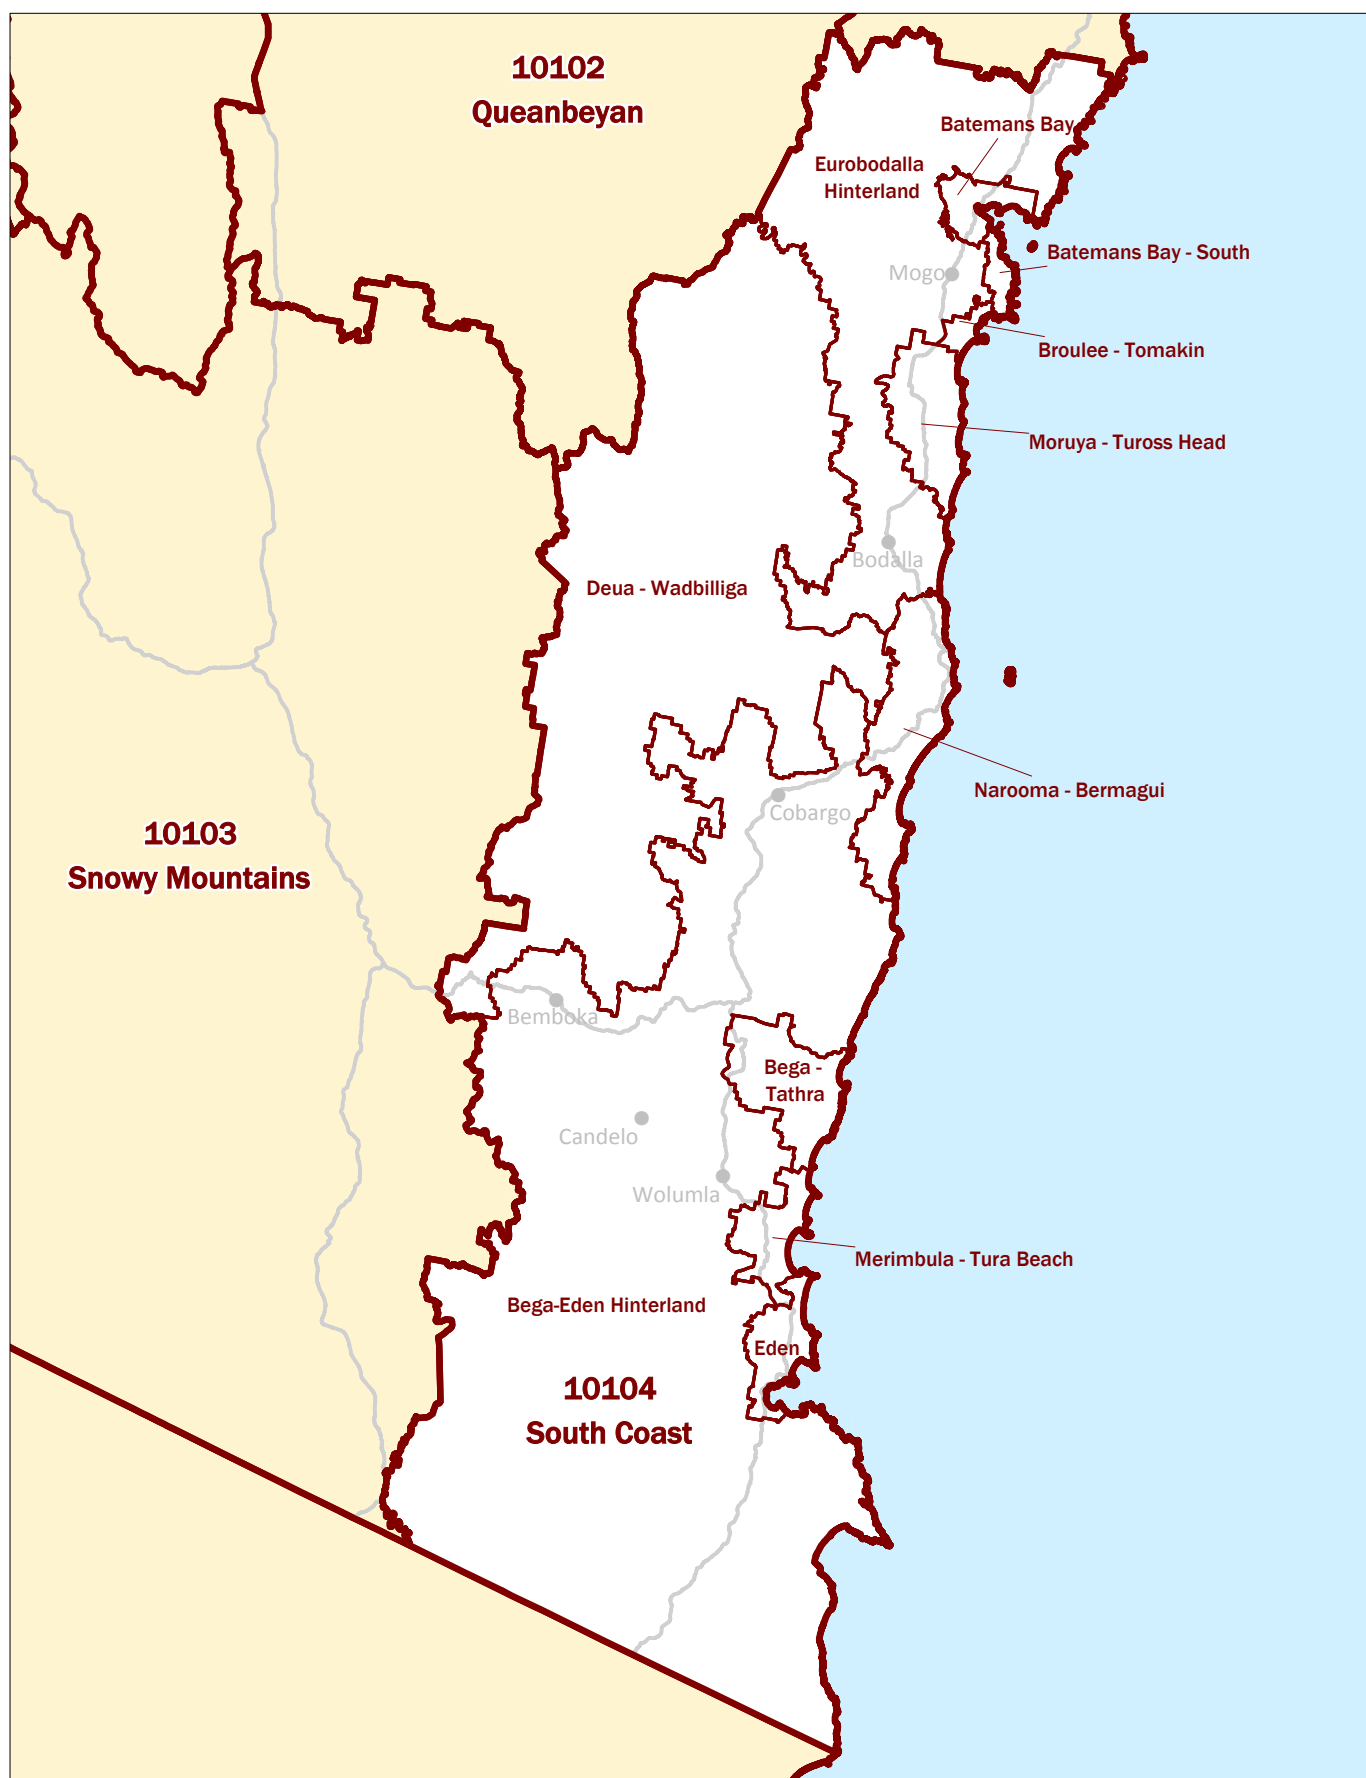 10102
Queanbeyan
Batemans Bay
Eurobodalla
Hinterland
Batemans Bay - South
Mogo
Broulee - Tomakin
Moruya - Tuross Head
Bodalla
Deua - Wadbilliga
Narooma - Bermagui
Cobargo
10103
Snowy Mountains
Bemboka
Bega -
Tathra
Candelo
Wolumla
Merimbula - Tura Beach
Bega-Eden Hinterland
Eden
10104
South Coast